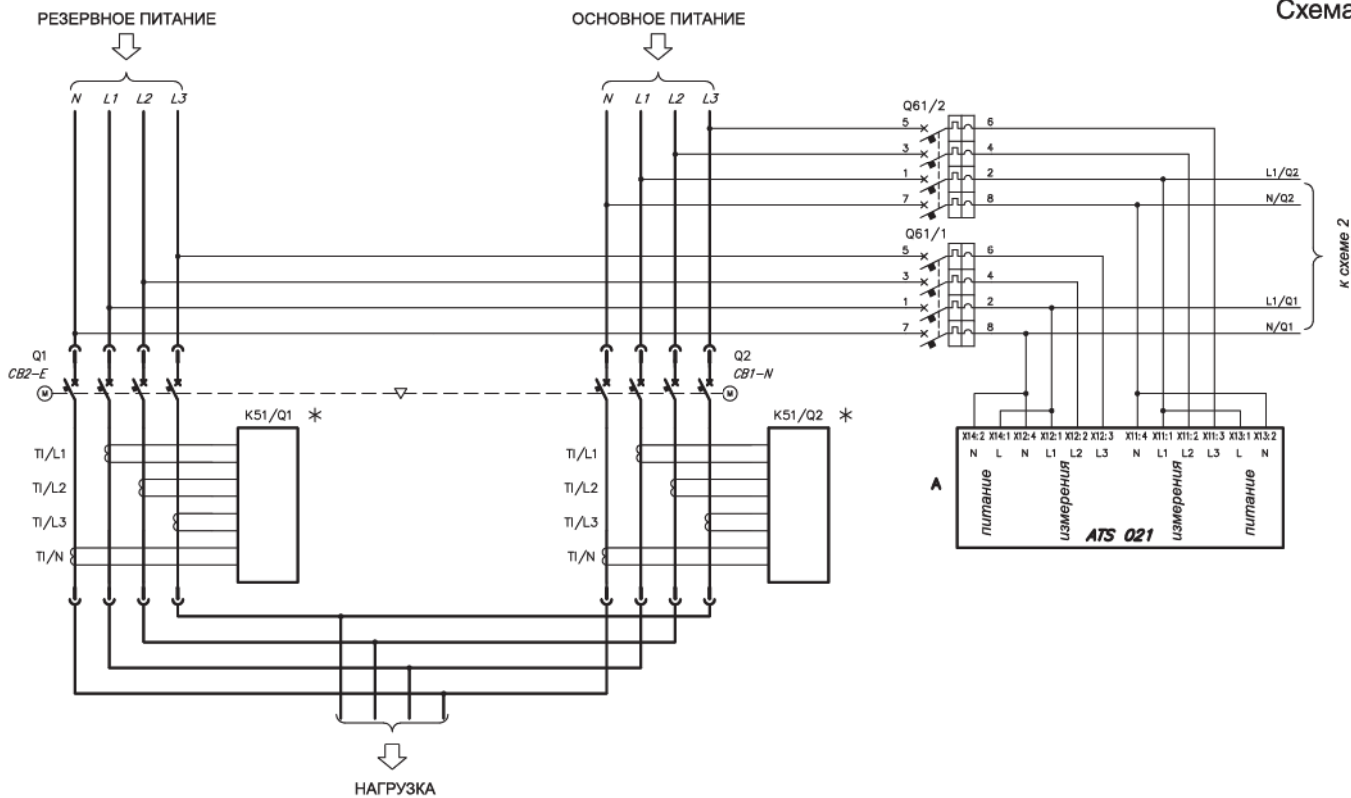 Схема
РЕЗЕРВНОЕ ПИТАНИЕ
ОСНОВНОЕ ПИТАНИЕ
N L1 L2 L3
N L1 L2 L3
Q61/2
5 6
3 4
1 2 L1/Q2
7 8 N/Q2
Q61/1
5 6
3 4
1 2 L1/Q1
7 8 N/Q1
к схеме 2
Q1
CB2-E
M
Q2
CB1-N
M
K51/Q1 *
K51/Q2 *
TI/L1
TI/L2
TI/L3
TI/N
TI/L1
TI/L2
TI/L3
TI/N
A
X14:2 X14:1 X12:4 X12:1 X12:2 X12:3 X11:4 X11:1 X11:2 X11:3 X13:1 X13:2
N L N L1 L2 L3 N L1 L2 L3 L N
питание
измерения
измерения
питание
ATS 021
НАГРУЗКА